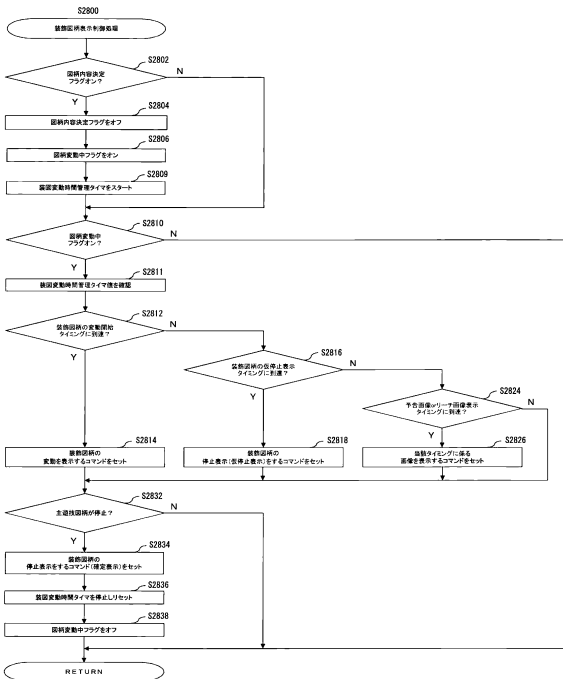 S2800
装飾図柄表示制御処理
S2802
図柄内容決定
フラグオン？
N
Y
S2804
図柄内容決定フラグをオフ
S2806
図柄変動中フラグをオン
S2809
装図変動時間管理タイマをスタート
S2810
図柄変動中
フラグオン？
N
Y
S2811
装図変動時間管理タイマ値を確認
S2812
装飾図柄の変動開始
タイミングに到達？
N
Y
S2816
装飾図柄の仮停止表示
タイミングに到達？
N
Y
S2824
予告画像orリーチ画像表示
タイミングに到達？
N
Y
S2814
装飾図柄の
変動を表示するコマンドをセット
S2818
装飾図柄の
停止表示(仮停止表示)をするコマンドをセット
S2826
当該タイミングに係る
画像を表示するコマンドをセット
S2832
主遊技図柄が停止？
N
Y
S2834
装飾図柄の
停止表示をするコマンド(確定表示)をセット
S2836
装図変動時間タイマを停止しリセット
S2838
図柄変動中フラグをオフ
RETURN